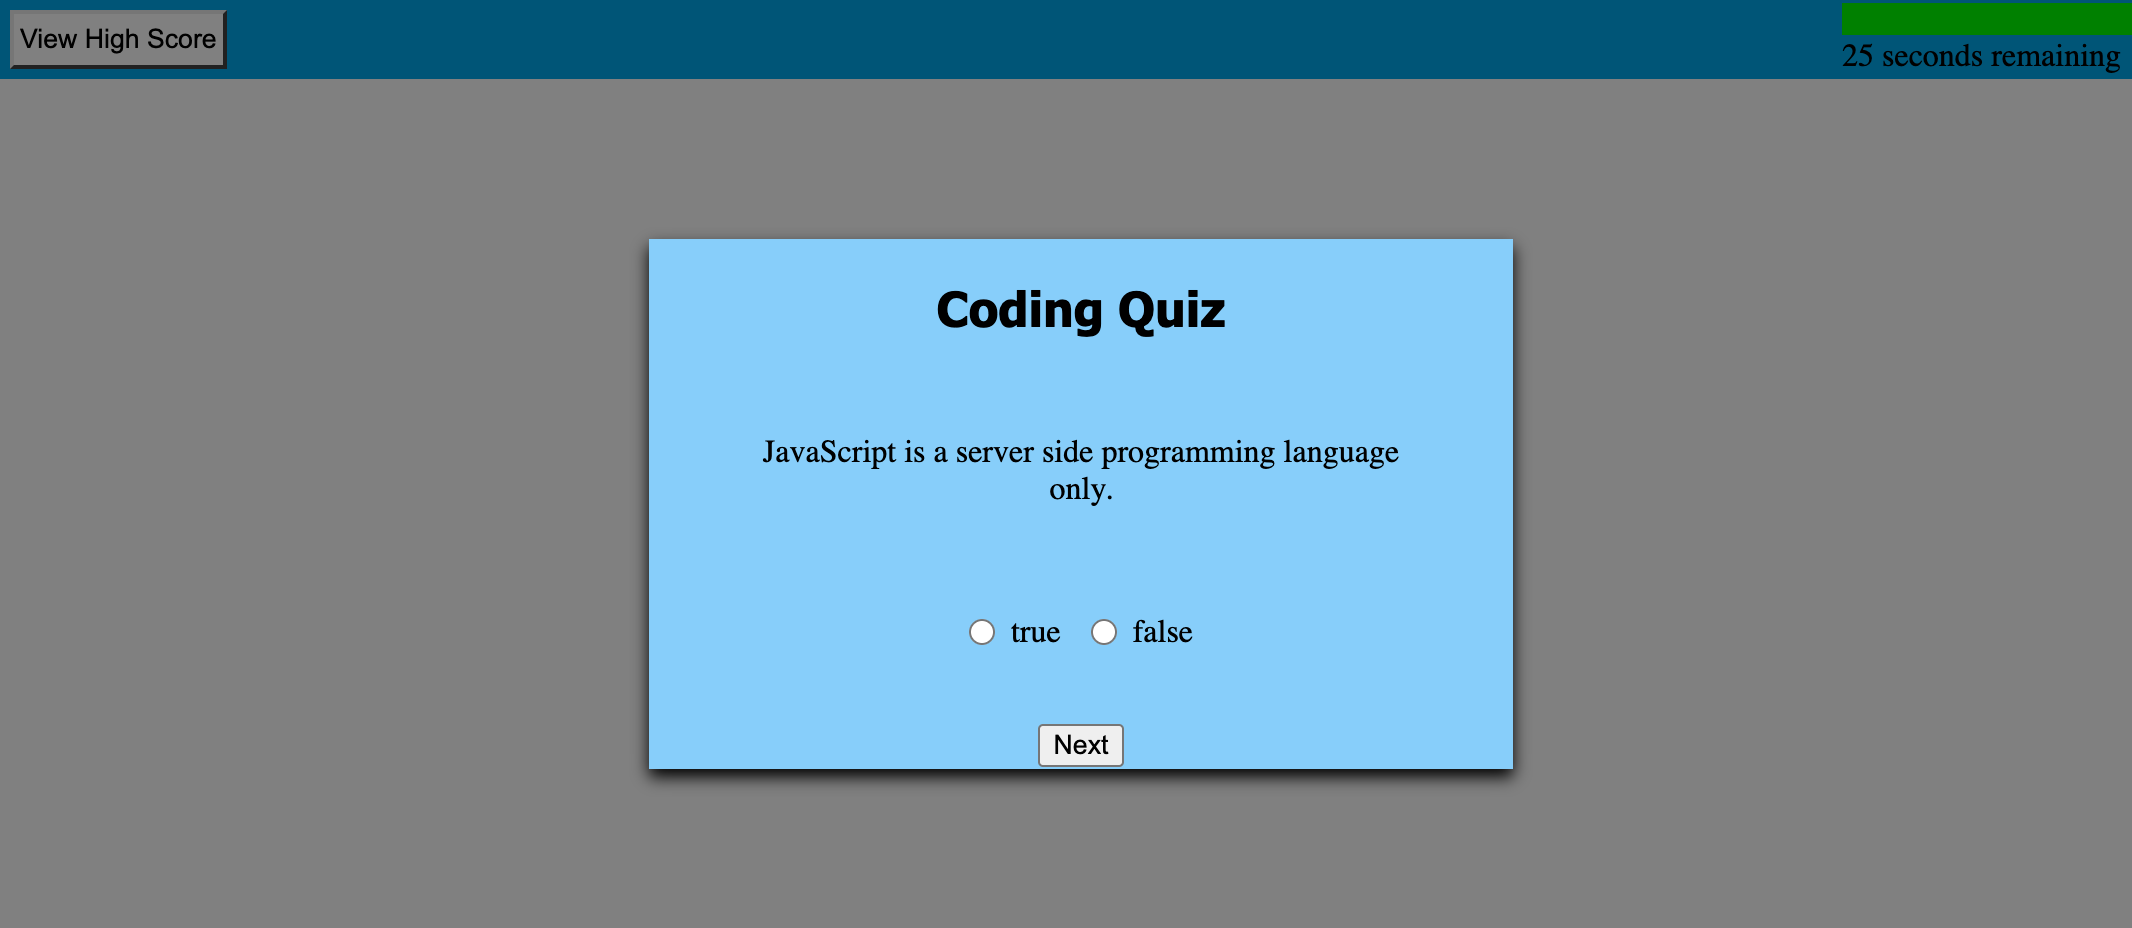 View High Score
25 seconds remaining
Coding Quiz
JavaScript is a server side programming language
only.
true false
Next